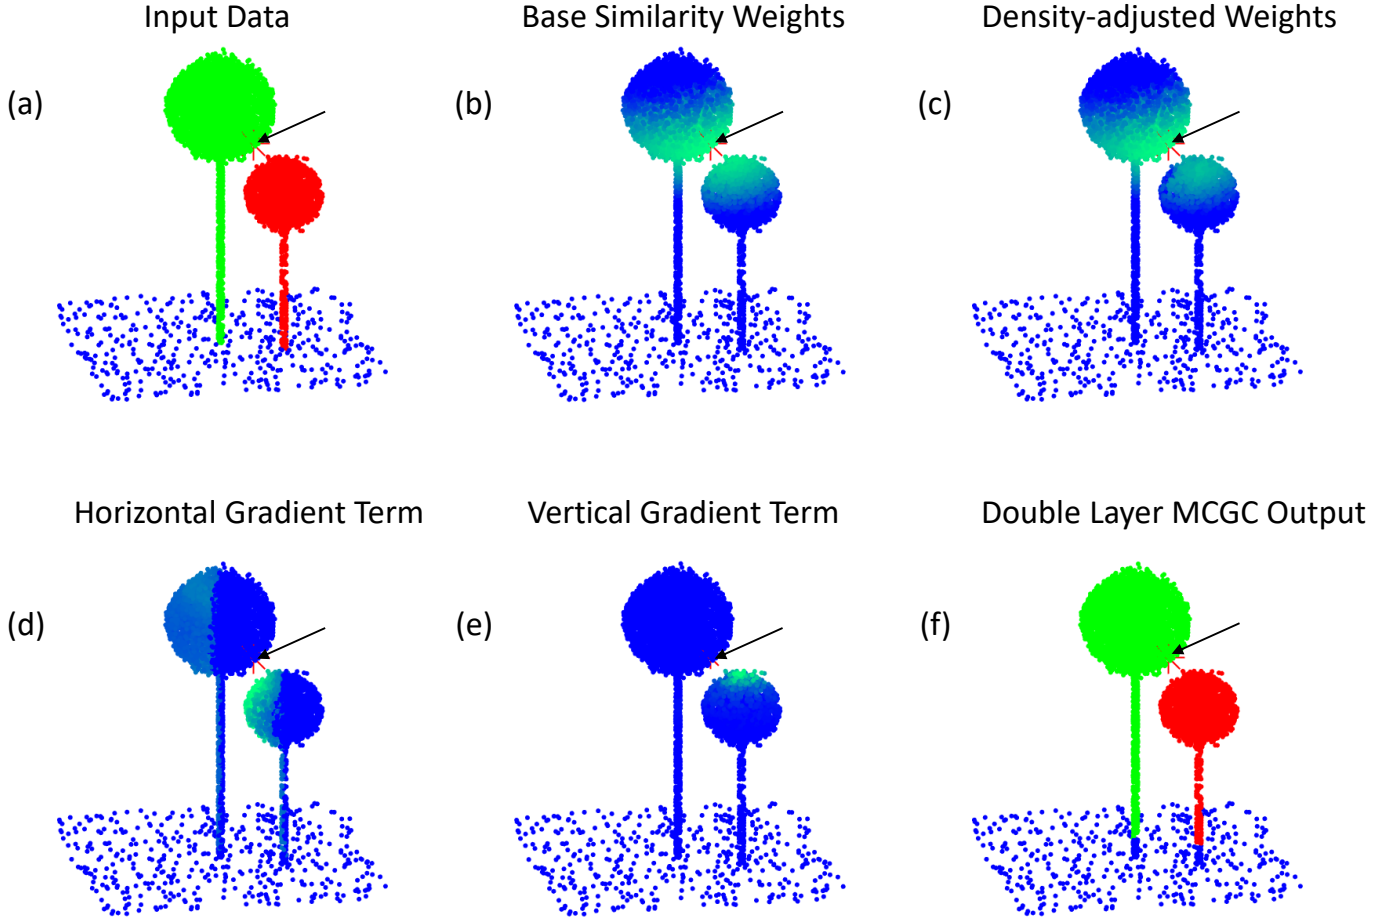 Input Data
Base Similarity Weights
Density-adjusted Weights
(a)
(b)
(c)
Horizontal Gradient Term
Vertical Gradient Term
Double Layer MCGC Output
(d)
(e)
(f)